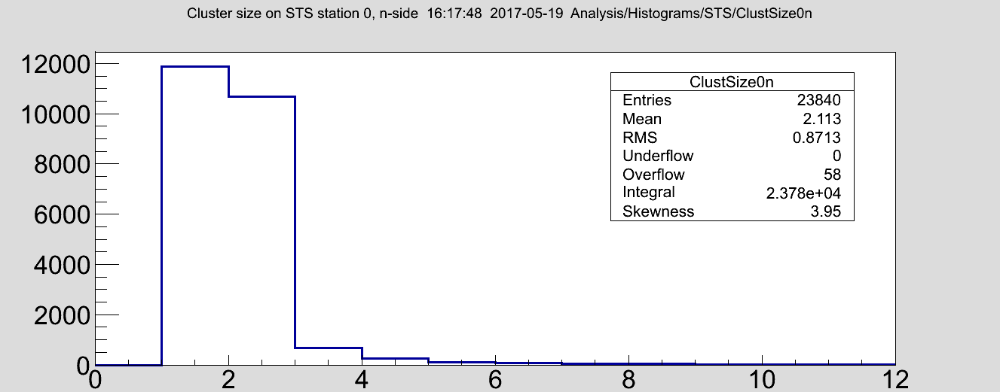 Cluster size on STS station 0, n-side 16:17:48 2017-05-19 Analysis/Histograms/STS/ClustSize0n
12000
10000
8000
6000
4000
2000
0
ClustSize0n
Entries 23840
Mean 2.113
RMS 0.8713
Underflow 0
Overflow 58
Integral 2.378e+04
Skewness 3.95
0 2 4 6 8 10 12